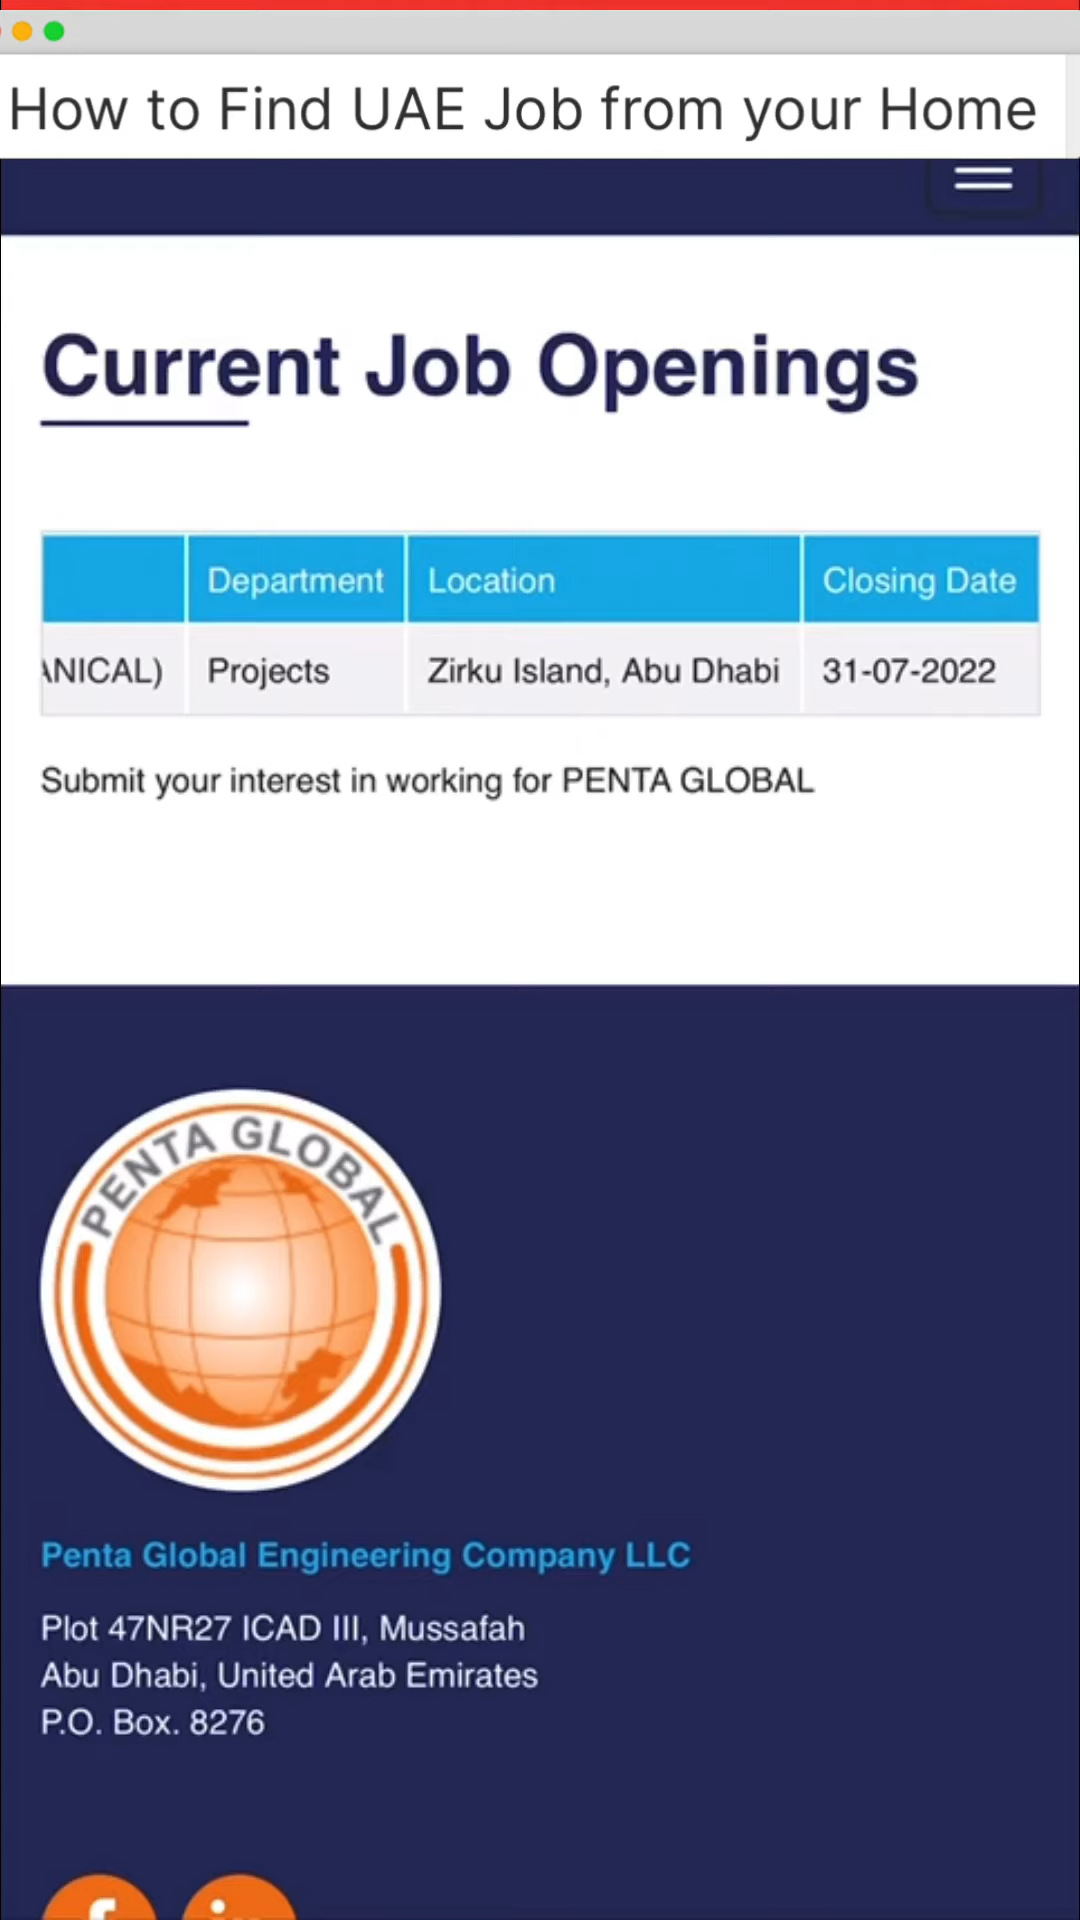 How to Find UAE Job from your Home
Current Job Openings
Department Location Closing Date
ANICAL) Projects Zirku Island, Abu Dhabi 31-07-2022
Submit your interest in working for PENTA GLOBAL
PENTA GLOBAL
Penta Global Engineering Company LLC
Plot 47NR27 ICAD III, Mussafah
Abu Dhabi, United Arab Emirates
P.O. Box. 8276